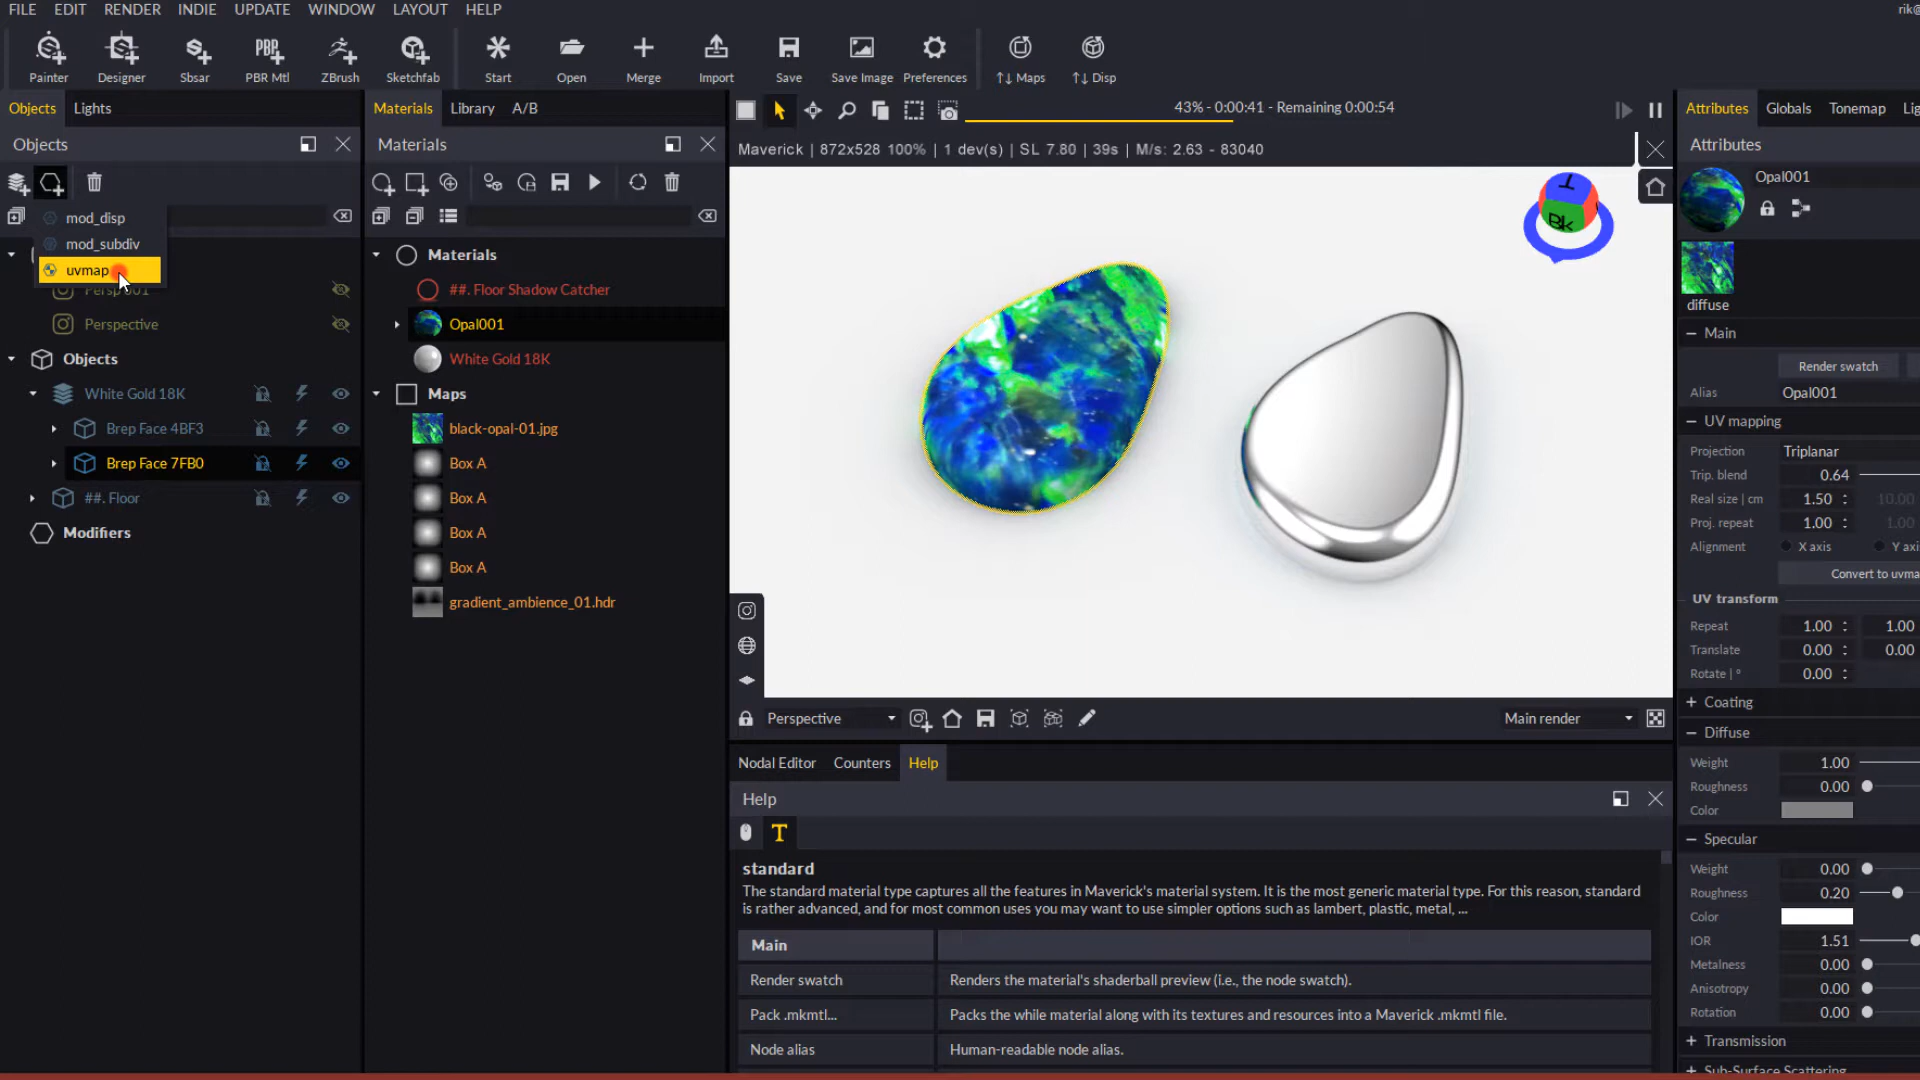 FILE EDIT RENDER INDIE UPDATE WINDOW LAYOUT HELP
Painter Designer Sbsar PBR Mtl ZBrush Sketchfab Start Open Merge Import Save Save Image Preferences ↑↓ Maps ↑↓ Disp
Objects Lights
Objects
mod_disp
mod_subdiv
uvmap
Perspective
Objects
White Gold 18K
Brep Face 4BF3
Brep Face 7FB0
##. Floor
Modifiers
Materials Library A/B
Materials
Materials
##. Floor Shadow Catcher
Opal001
White Gold 18K
Maps
black-opal-01.jpg
Box A
Box A
Box A
Box A
gradient_ambience_01.hdr
43% - 0:00:41 - Remaining 0:00:54
Maverick | 872x528 100% | 1 dev(s) | SL 7.80 | 39s | M/s: 2.63 - 83040
Bk
Perspective
Main render
Nodal Editor Counters Help
Help
T
standard
The standard material type captures all the features in Maverick's material system. It is the most generic material type. For this reason, standard
is rather advanced, and for most common uses you may want to use simpler options such as lambert, plastic, metal, ...
Main
Render swatch Renders the material's shaderball preview (i.e., the node swatch).
Pack .mkmtl... Packs the while material along with its textures and resources into a Maverick .mkmtl file.
Node alias Human-readable node alias.
Attributes Globals Tonemap
Attributes
Opal001
diffuse
Main
Render swatch
Alias Opal001
UV mapping
Projection Triplanar
Trip. blend 0.64
Real size | cm 1.50 10.00
Proj. repeat 1.00 1.00
Alignment X axis Y axi
Convert to uvma
UV transform
Repeat 1.00 1.00
Translate 0.00 0.00
Rotate | ° 0.00
Coating
Diffuse
Weight 1.00
Roughness 0.00
Color
Specular
Weight 0.00
Roughness 0.20
Color
IOR 1.51
Metalness 0.00
Anisotropy 0.00
Rotation 0.00
Transmission
Sub-Surface Scattering